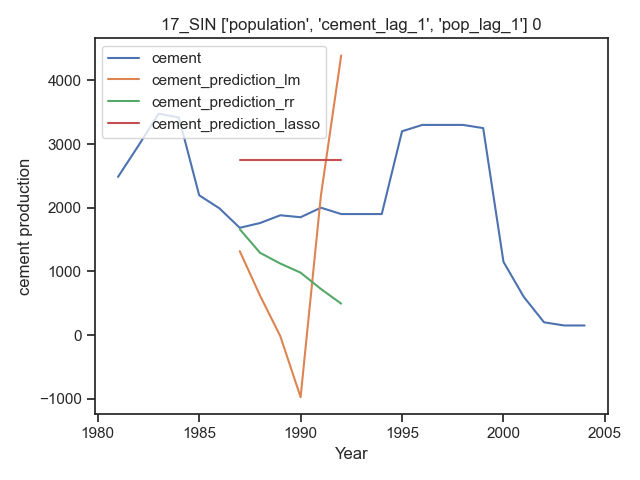 17_SIN ['population', 'cement_lag_1', 'pop_lag_1'] 0
cement
cement_prediction_lm
cement_prediction_rr
cement_prediction_lasso
cement production
4000
3000
2000
1000
0
−1000
1980
1985
1990
1995
2000
2005
Year